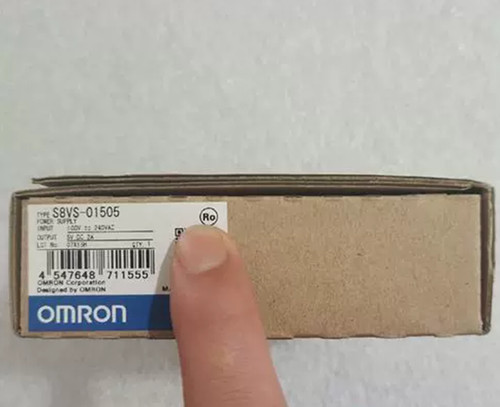 TYPE S8VS-01505
POWER SUPPLY
INPUT 100V to 240VAC
OUTPUT 5V DC 2A
LOT No QTY. 1
Ro
4 547648 711555
OMRON Corporation
Designed by OMRON
OMRON